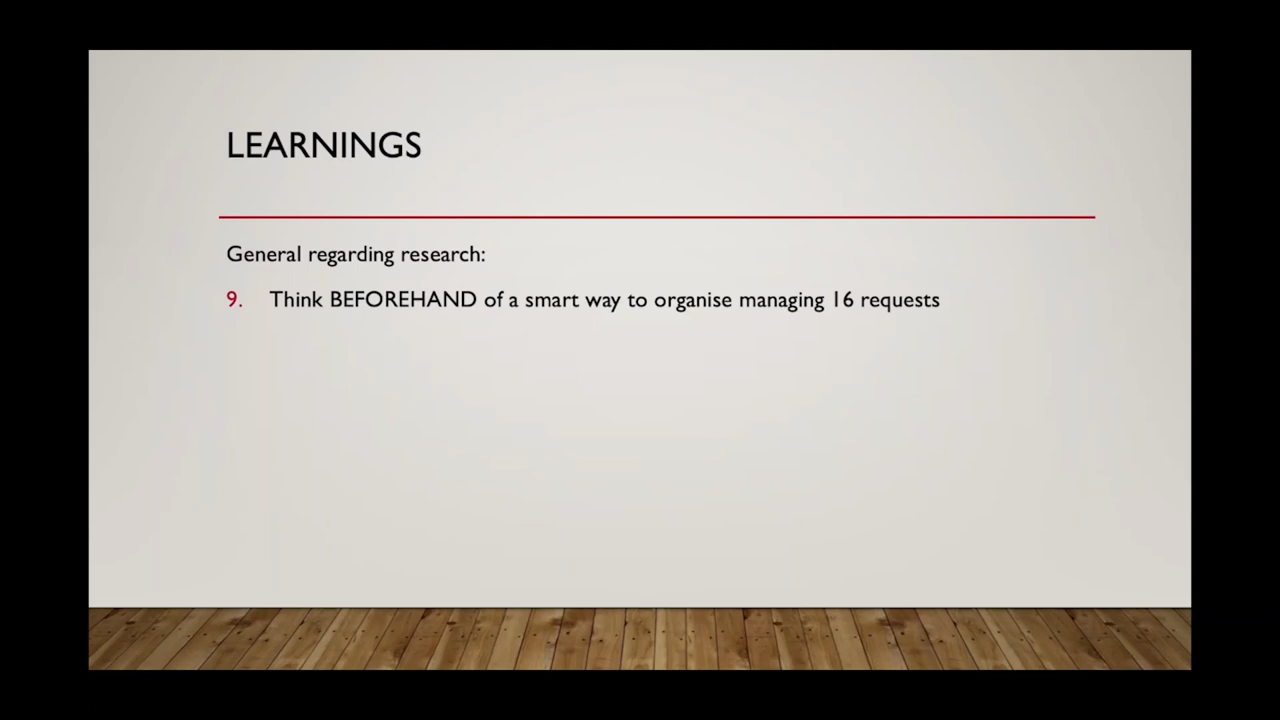 LEARNINGS
General regarding research:
9. Think BEFOREHAND of a smart way to organise managing 16 requests